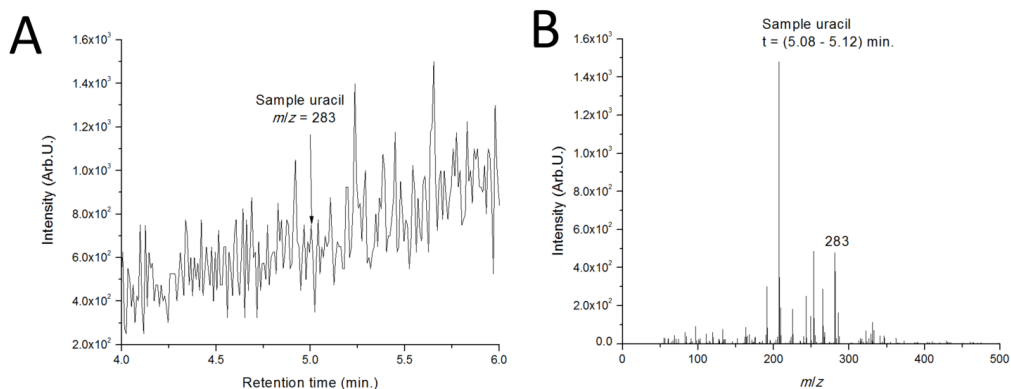 A
Intensity (Arb.U.)
1.6x10³
1.4x10³
1.2x10³
1.0x10³
8.0x10²
6.0x10²
4.0x10²
2.0x10²
Sample uracil
m/z = 283
4.0 4.5 5.0 5.5 6.0
Retention time (min.)
B
Sample uracil
t = (5.08 - 5.12) min.
Intensity (Arb.U.)
1.6x10³
1.4x10³
1.2x10³
1.0x10³
8.0x10²
6.0x10²
4.0x10²
2.0x10²
0.0
283
0 100 200 300 400 500
m/z